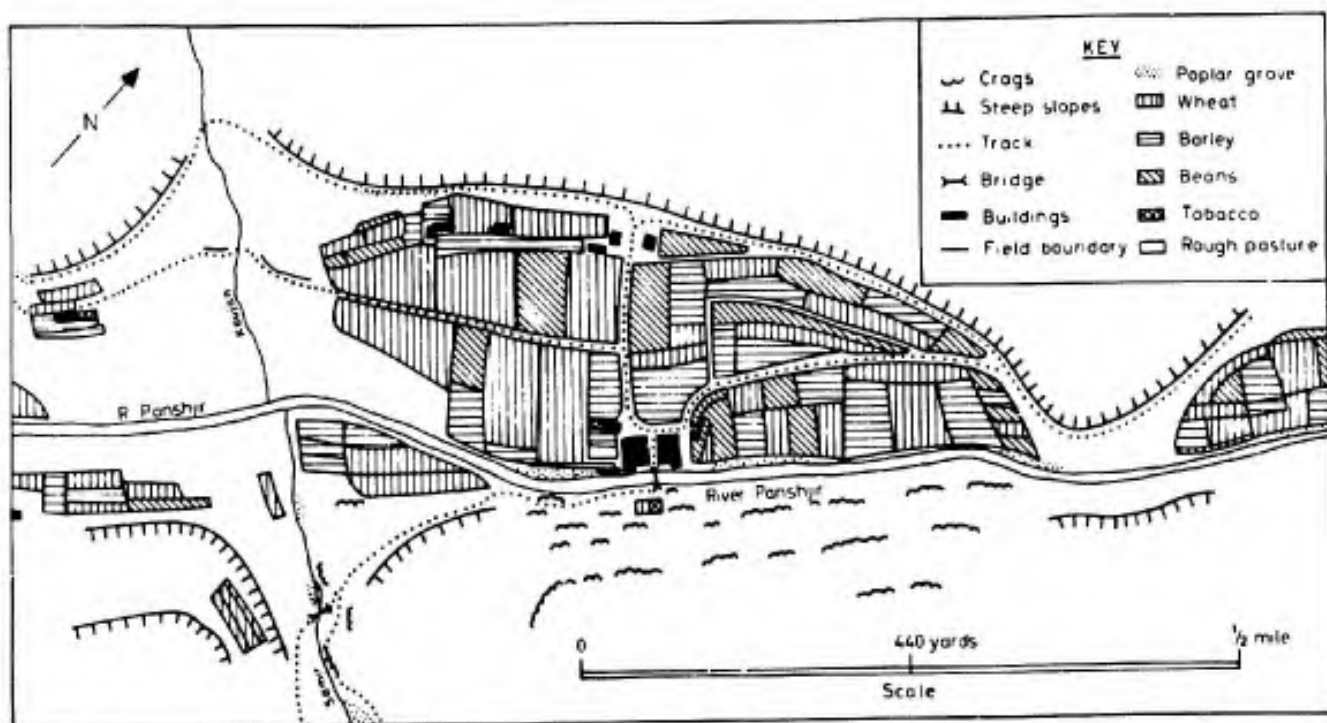 N
KEY
Crags
Steep slopes
Track
Bridge
Buildings
Field boundary
Poplar grove
Wheat
Barley
Beans
Tobacco
Rough pasture
R Panshir
River Panshir
0
440 yards
1/2 mile
Scale